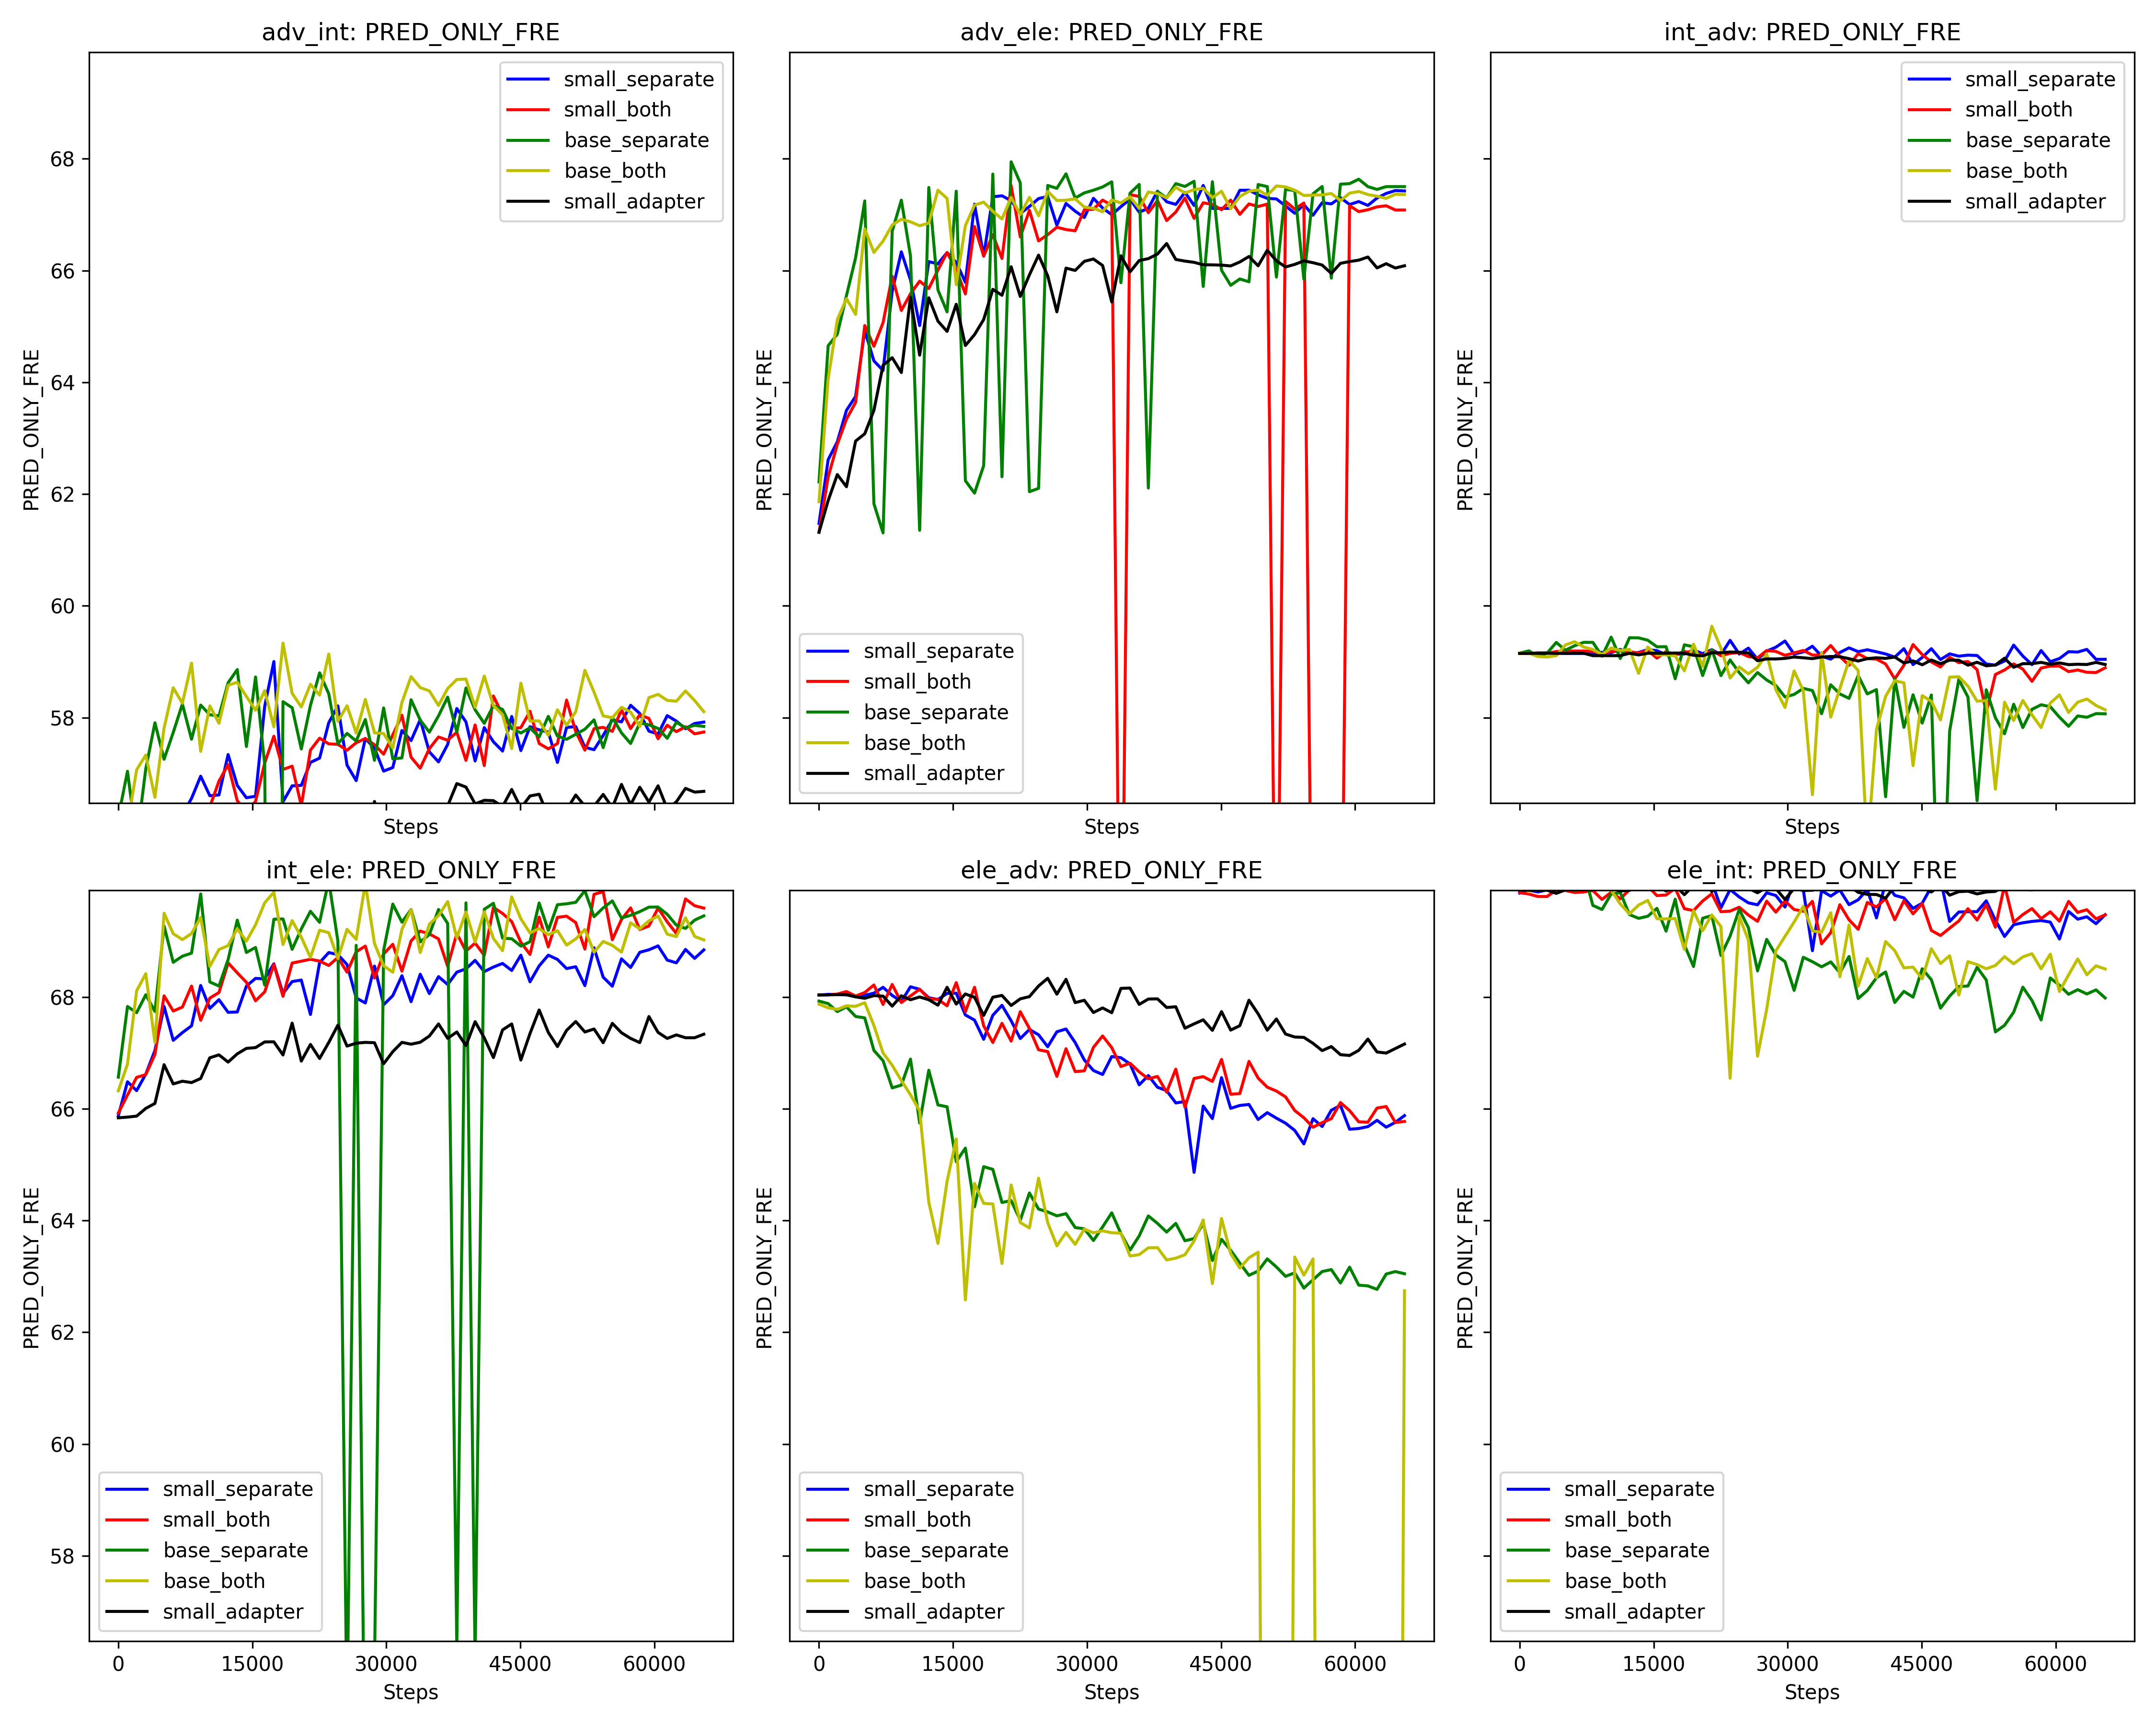 adv_int: PRED_ONLY_FRE
adv_ele: PRED_ONLY_FRE
int_adv: PRED_ONLY_FRE
small_separate
small_both
base_separate
base_both
small_adapter
small_separate
small_both
base_separate
base_both
small_adapter
small_separate
small_both
base_separate
base_both
small_adapter
68
66
64
62
60
58
PRED_ONLY_FRE
PRED_ONLY_FRE
PRED_ONLY_FRE
Steps
Steps
Steps
int_ele: PRED_ONLY_FRE
ele_adv: PRED_ONLY_FRE
ele_int: PRED_ONLY_FRE
68
66
64
62
60
58
PRED_ONLY_FRE
PRED_ONLY_FRE
PRED_ONLY_FRE
small_separate
small_both
base_separate
base_both
small_adapter
small_separate
small_both
base_separate
base_both
small_adapter
small_separate
small_both
base_separate
base_both
small_adapter
0 15000 30000 45000 60000
0 15000 30000 45000 60000
0 15000 30000 45000 60000
Steps
Steps
Steps